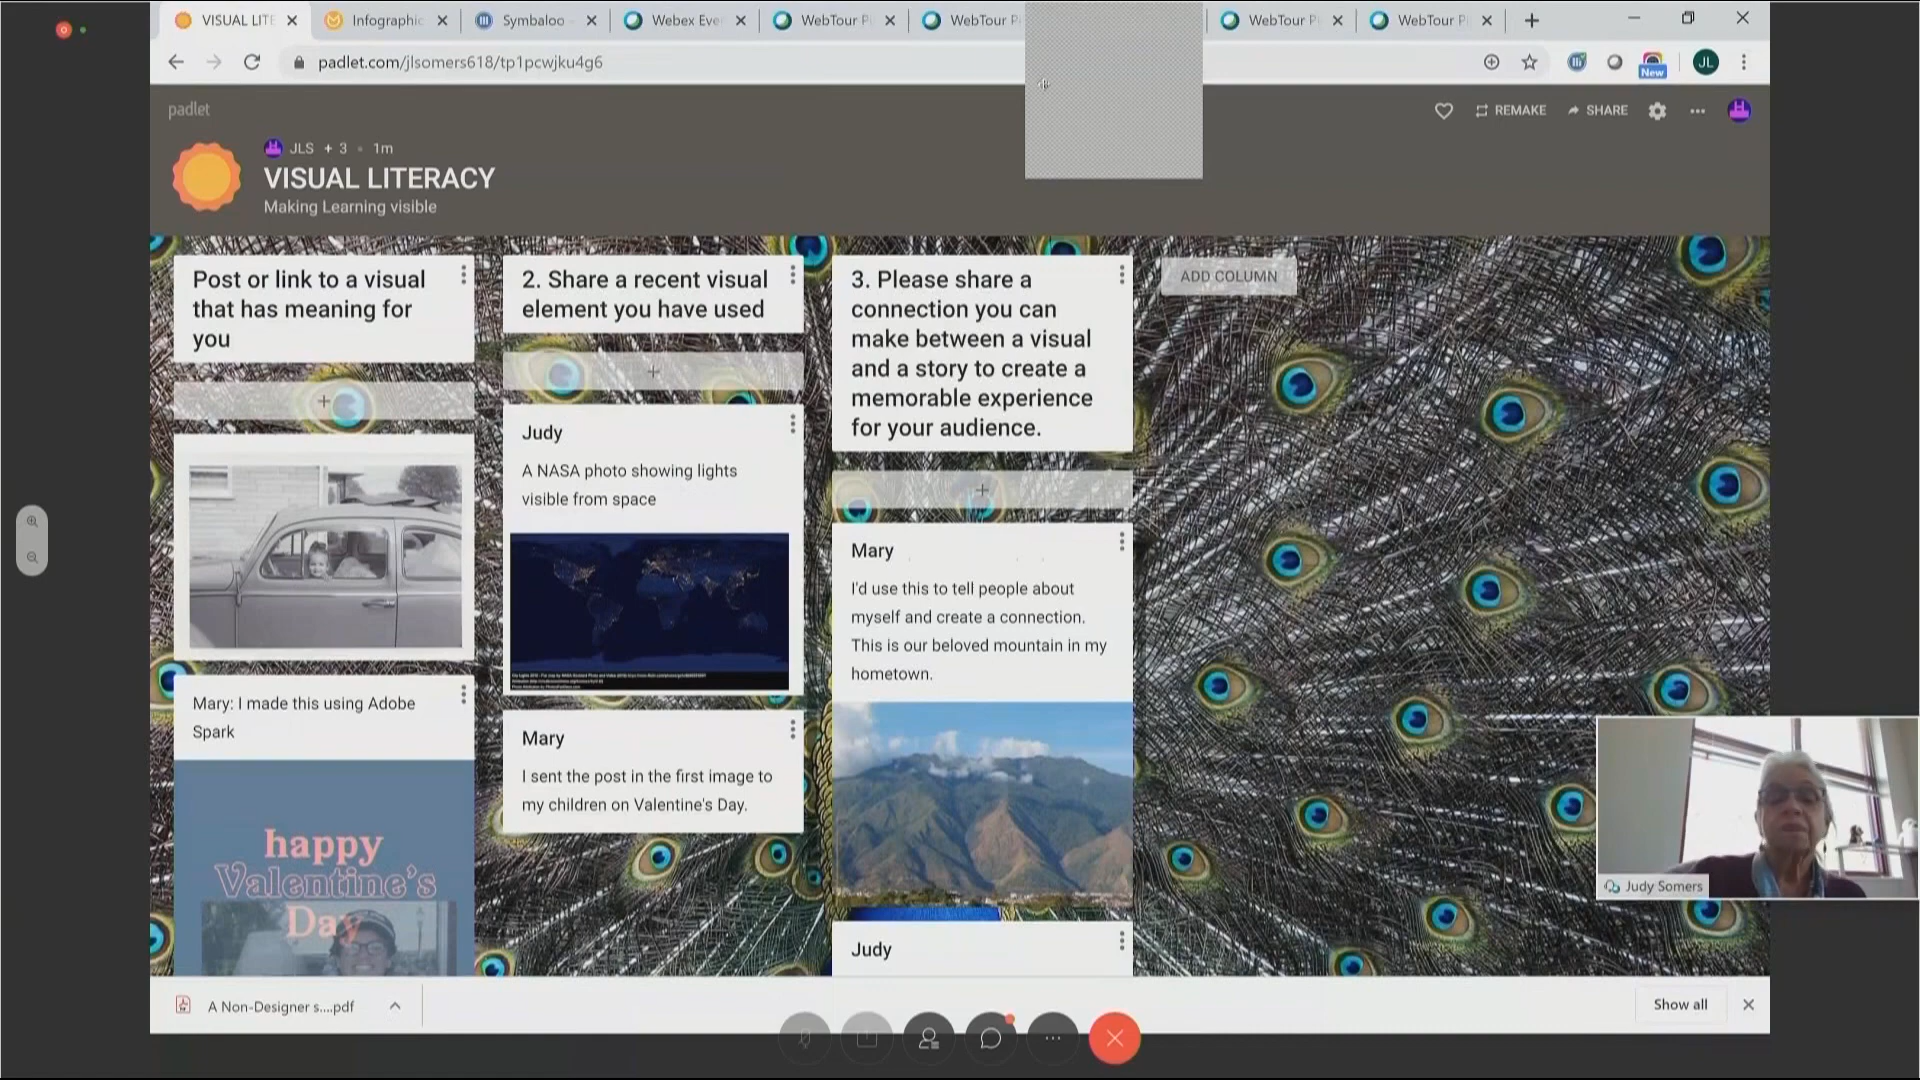 VISUAL LITE
Infographic
Symbaloo
Webex Eve
WebTour P
WebTour P
WebTour P
WebTour P
padlet.com/jlsomers618/tp1pcwjku4g6
New
JL
padlet
REMAKE
SHARE
JLS + 3 • 1m
VISUAL LITERACY
Making Learning visible
Post or link to a visual
that has meaning for
you
+
Mary: I made this using Adobe
Spark
happy
Valentine's
Day
2. Share a recent visual
element you have used
+
Judy
A NASA photo showing lights
visible from space
Mary
I sent the post in the first image to
my children on Valentine's Day.
3. Please share a
connection you can
make between a visual
and a story to create a
memorable experience
for your audience.
+
Mary
I'd use this to tell people about
myself and create a connection.
This is our beloved mountain in my
hometown.
Judy
ADD COLUMN
Judy Somers
A Non-Designer s....pdf
Show all